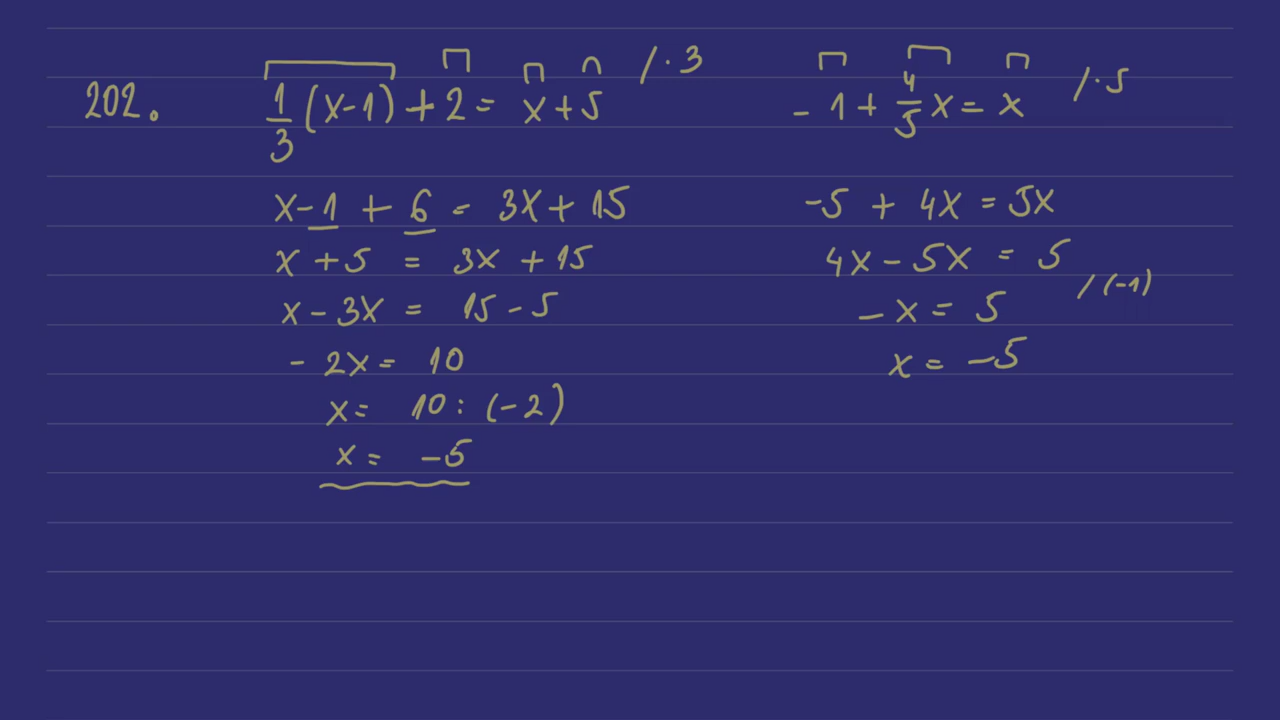 202.
1/3 (x-1) + 2 = x + 5 / · 3
x - 1 + 6 = 3x + 15
x + 5 = 3x + 15
x - 3x = 15 - 5
- 2x = 10
x = 10 : (-2)
x = -5
- 1 + 4/5 x = x / · 5
-5 + 4x = 5x
4x - 5x = 5
- x = 5 / (-1)
x = -5